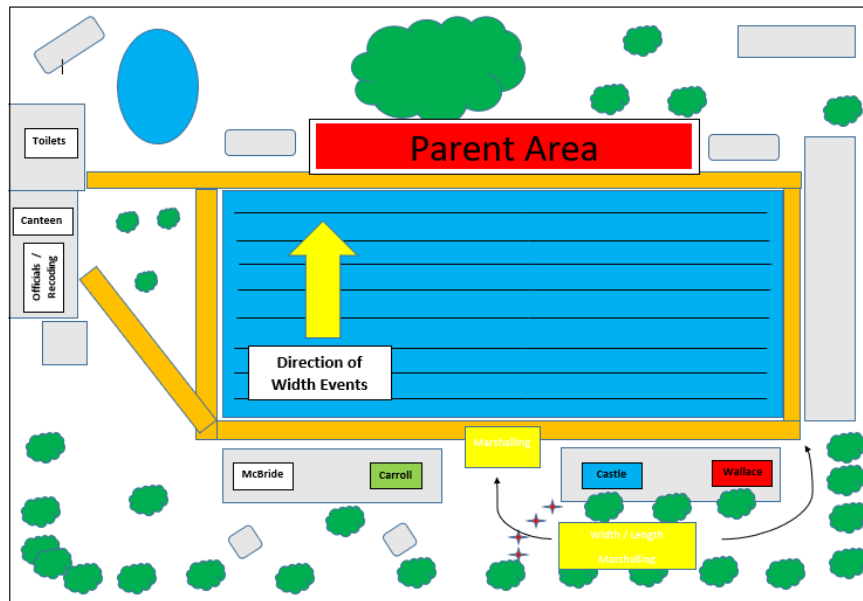 Parent Area
Toilets
Canteen
Officials /
Recoding
Direction of
Width Events
Marshalling
McBride
Carroll
Castle
Wallace
Width / Length
Marshalling